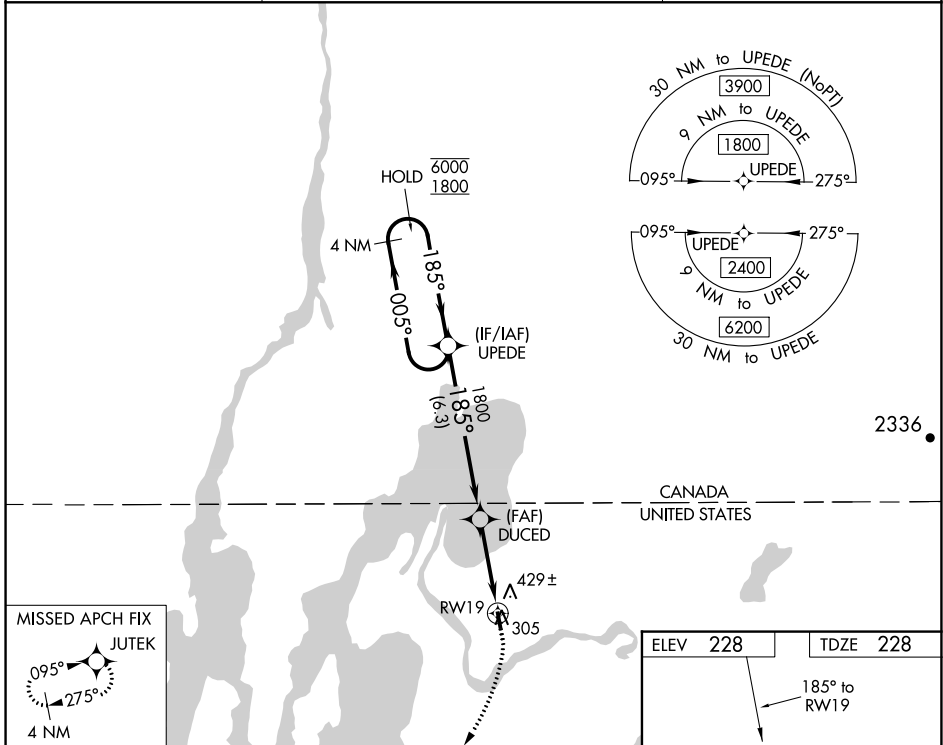 30 NM to UPEDE (NoPT)
3900
9 NM to UPEDE
1800
UPEDE
095°
275°
095°
275°
UPEDE
2400
9 NM to UPEDE
6200
30 NM to UPEDE
HOLD
6000
1800
4 NM
185°
005°
(IF/IAF)
UPEDE
1800
185°
(6.3)
2336
CANADA
UNITED STATES
(FAF)
DUCED
429±
RW19
305
MISSED APCH FIX
JUTEK
095°
275°
4 NM
ELEV 228
TDZE 228
185° to
RW19